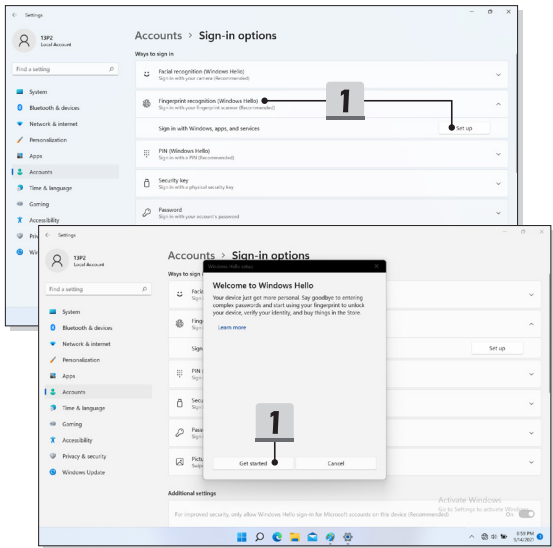 Settings
13P2
Local Account
Find a setting
System
Bluetooth & devices
Network & internet
Personalization
Apps
Accounts
Time & language
Gaming
Accessibility
Accounts > Sign-in options
Ways to sign in
Facial recognition (Windows Hello)
Sign in with your camera (Recommended)
Fingerprint recognition (Windows Hello)
Sign in with your fingerprint scanner (Recommended)
1
Sign in with Windows, apps, and services
Set up
PIN (Windows Hello)
Sign in with a PIN (Recommended)
Security key
Sign in with a physical security key
Password
Sign in with your account's password
Settings
13P2
Local Account
Find a setting
System
Bluetooth & devices
Network & internet
Personalization
Apps
Accounts
Time & language
Gaming
Accessibility
Privacy & security
Windows Update
Accounts > Sign-in options
Ways to sign
Set up
Windows Hello setup
Welcome to Windows Hello
Your device just got more personal. Say goodbye to entering
complex passwords and start using your fingerprint to unlock
your device, verify your identity, and buy things in the Store.
Learn more
1
Get started
Cancel
Additional settings
For improved security, only allow Windows Hello sign-in for Microsoft accounts on this device (Recommended)
On
Activate Windows
Go to Settings to activate Windows.
6:59 PM
5/14/2021